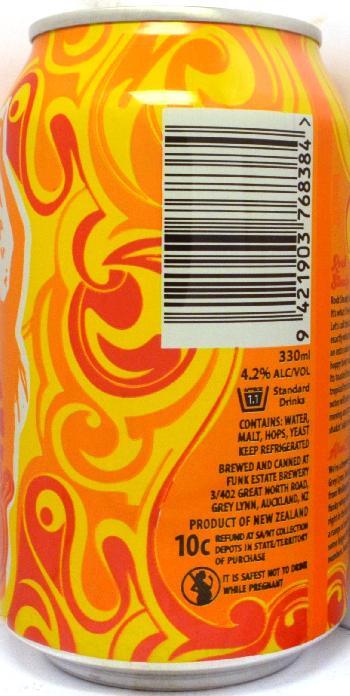 9 421903 768384 >
330ml
4.2% ALC/VOL
1.1 Standard
Drinks
CONTAINS: WATER,
MALT, HOPS, YEAST
KEEP REFRIGERATED
BREWED AND CANNED AT
FUNK ESTATE BREWERY
3/402 GREAT NORTH ROAD,
GREY LYNN, AUCKLAND, NZ
PRODUCT OF NEW ZEALAND
10c REFUND AT SA/NT COLLECTION
DEPOTS IN STATE/TERRITORY
OF PURCHASE
IT IS SAFEST NOT TO DRINK
WHILE PREGNANT